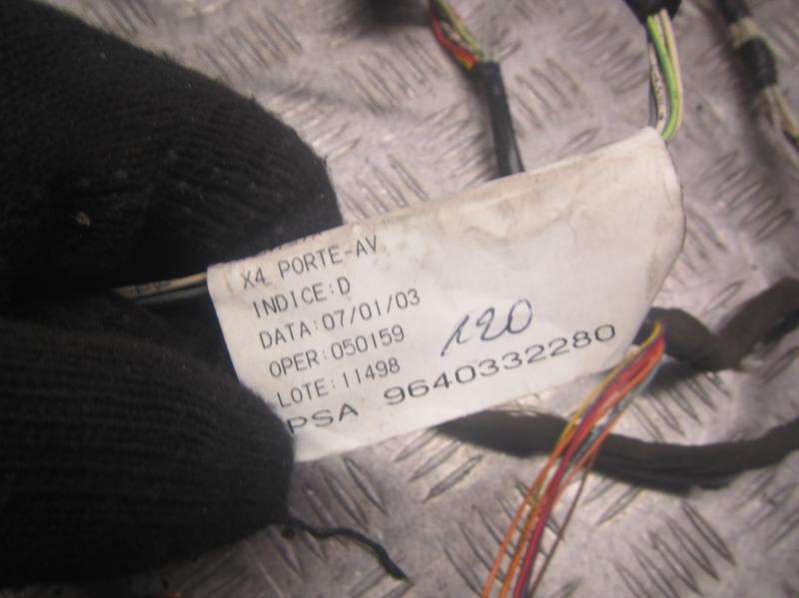 X4 PORTE-AV
INDICE:D
DATA:07/01/03
OPER:050159
LOTE:11498
120
PSA 9640332280